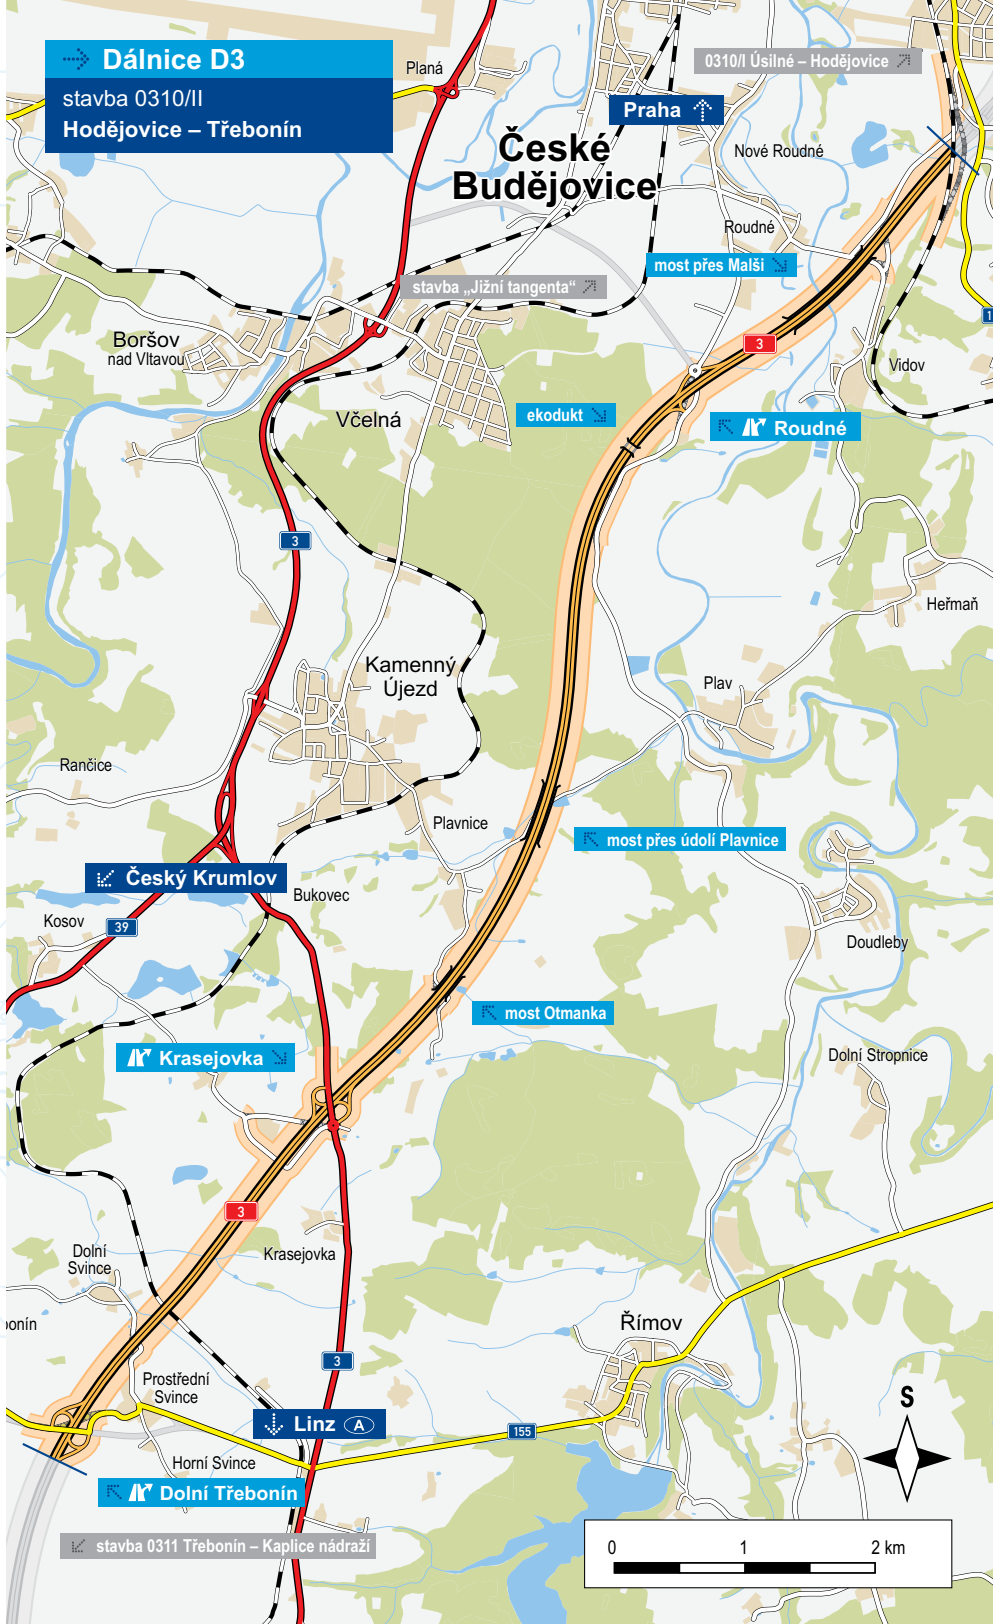 Dálnice D3
stavba 0310/II
Hodějovice – Třebonín
Planá
0310/I Úsilné – Hodějovice
Praha
České
Budějovice
Nové Roudné
Roudné
most přes Malši
stavba „Jižní tangenta“
1
Boršov
nad Vltavou
3
Vidov
Včelná
ekodukt
Roudné
3
Heřmaň
Kamenný
Újezd
Plav
Rančice
Plavnice
most přes údolí Plavnice
Český Krumlov
Bukovec
Kosov
39
Doudleby
most Otmanka
Krasejovka
Dolní Stropnice
3
Dolní
Svince
Krasejovka
bonín
Římov
3
Prostřední
Svince
S
Linz A
155
Horní Svince
Dolní Třebonín
stavba 0311 Třebonín – Kaplice nádraží
0 1 2 km